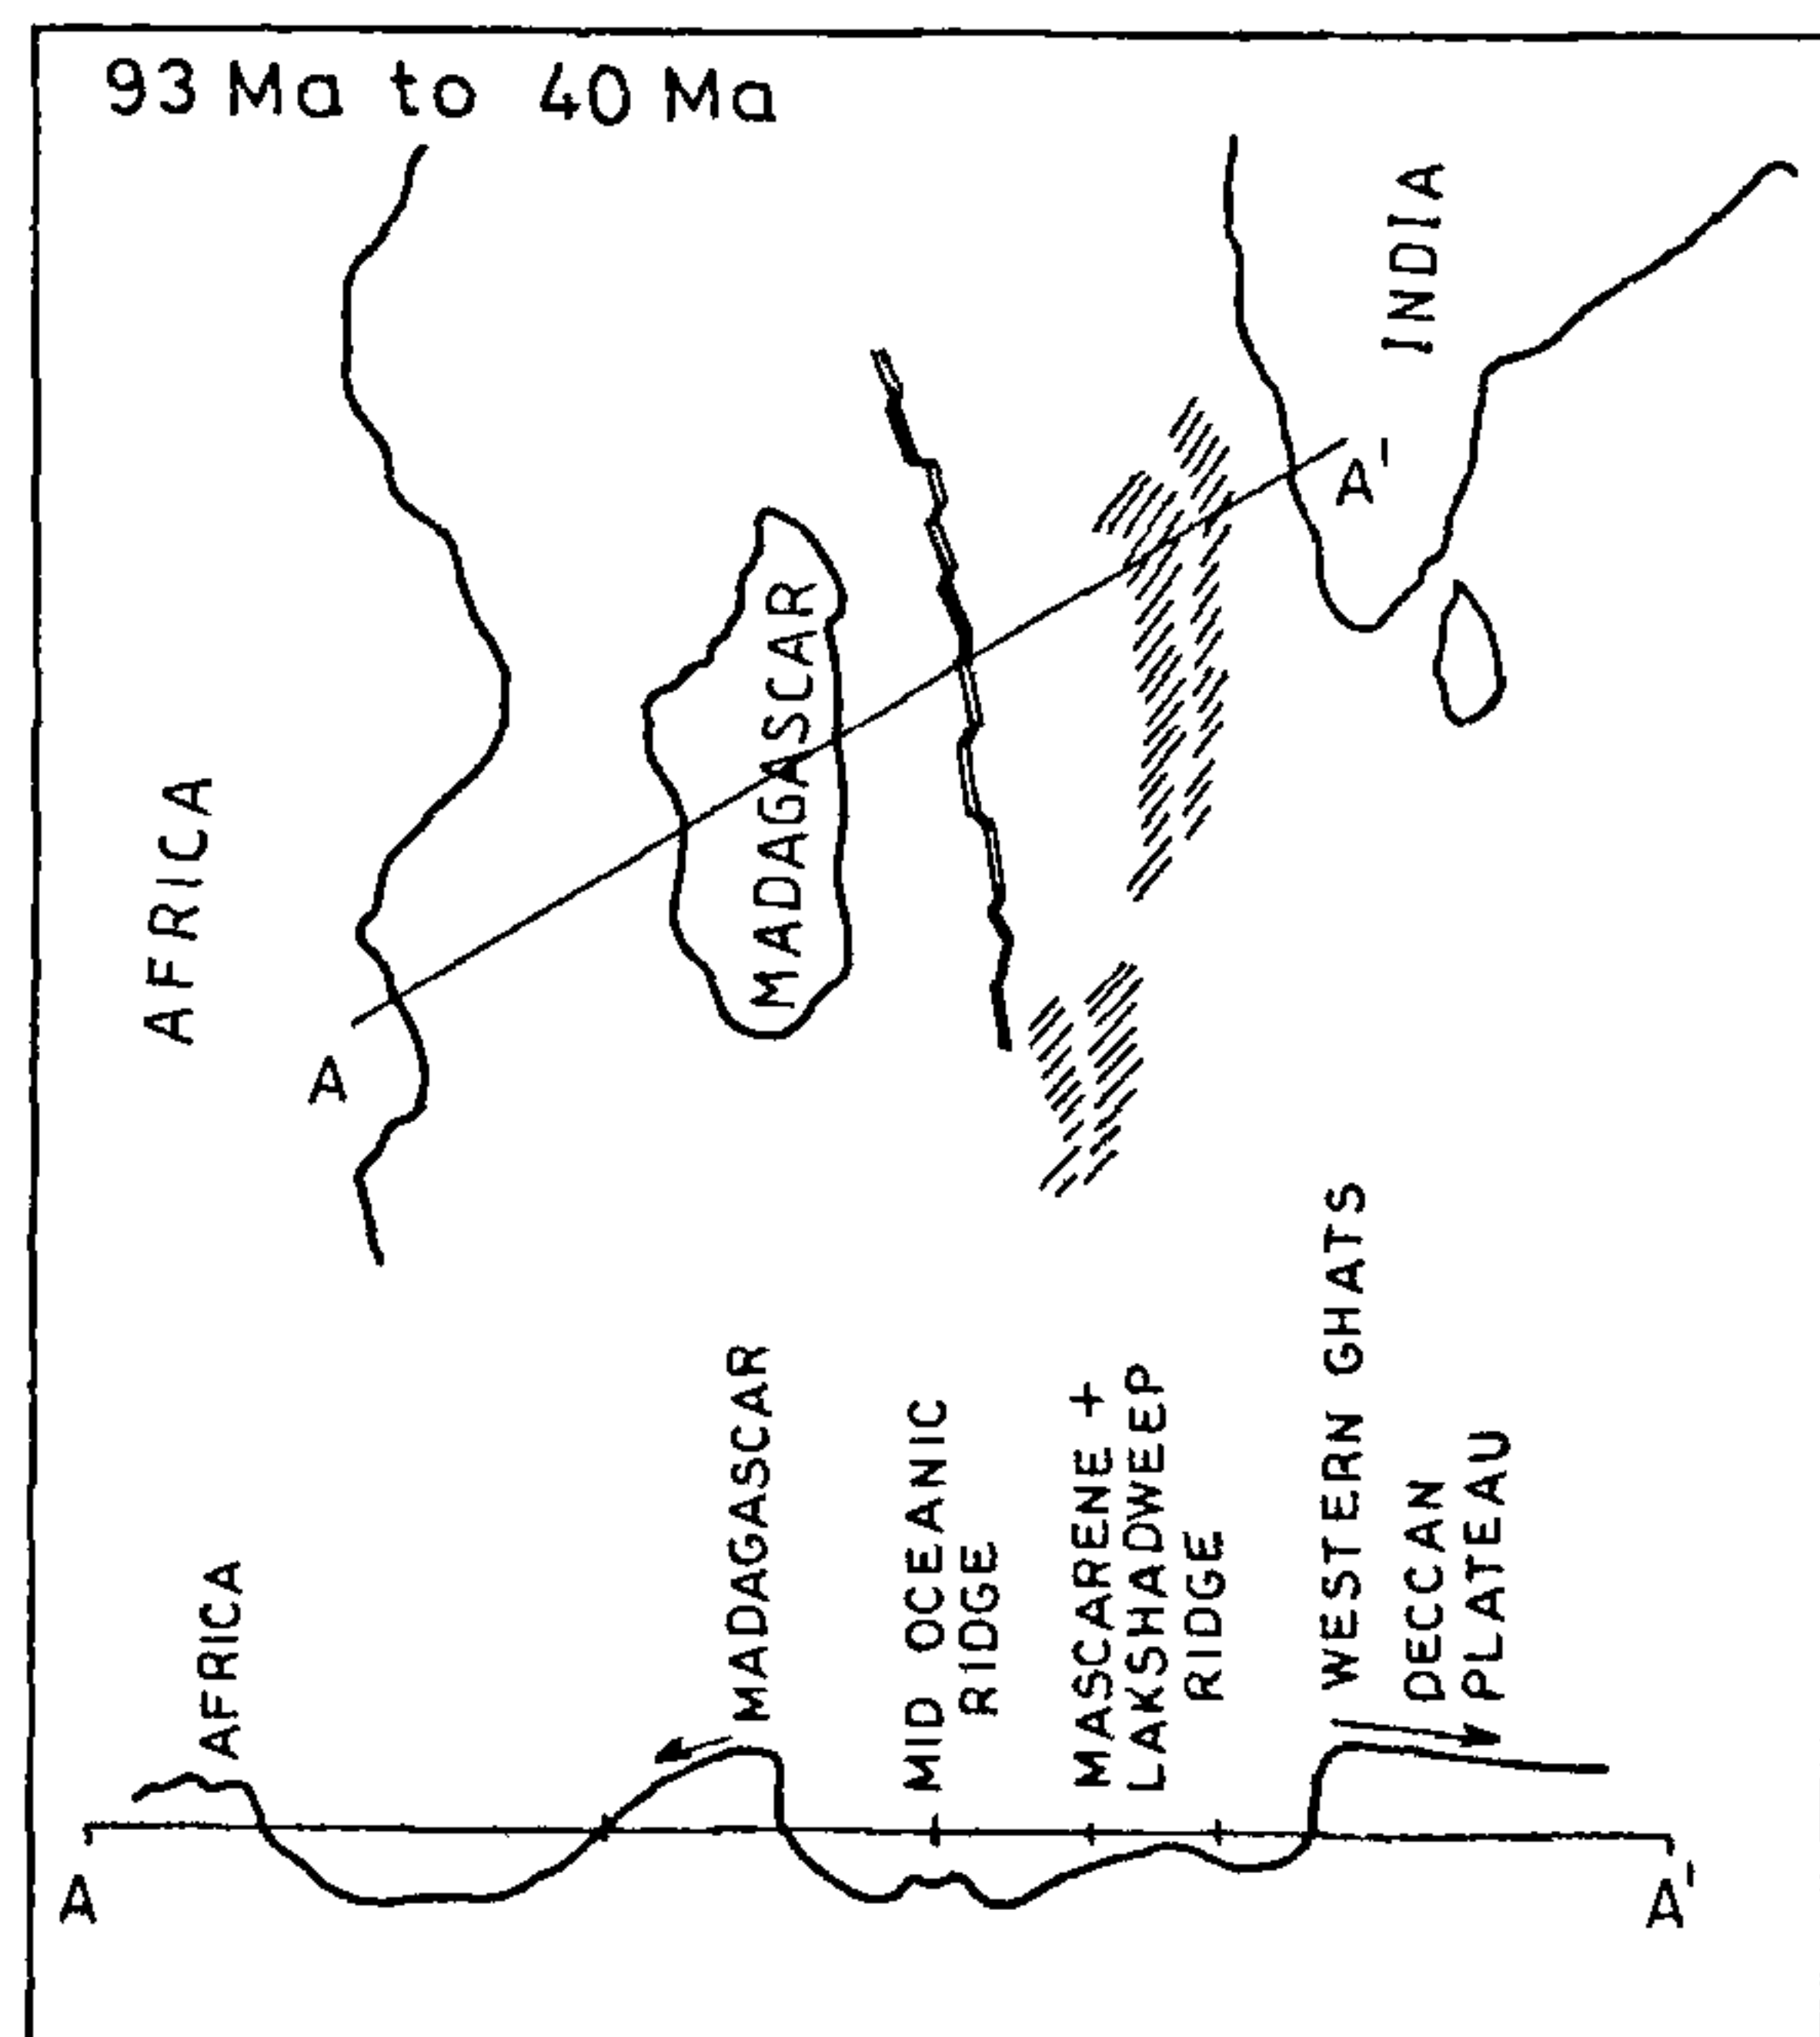 93 Ma to 40 Ma
INDIA
A'
MADAGASCAR
AFRICA
A
AFRICA
MADAGASCAR
MID OCEANIC
RIDGE
MASCARENE +
LAKSHADWEEP
RIDGE
WESTERN GHATS
DECCAN
PLATEAU
A
A'